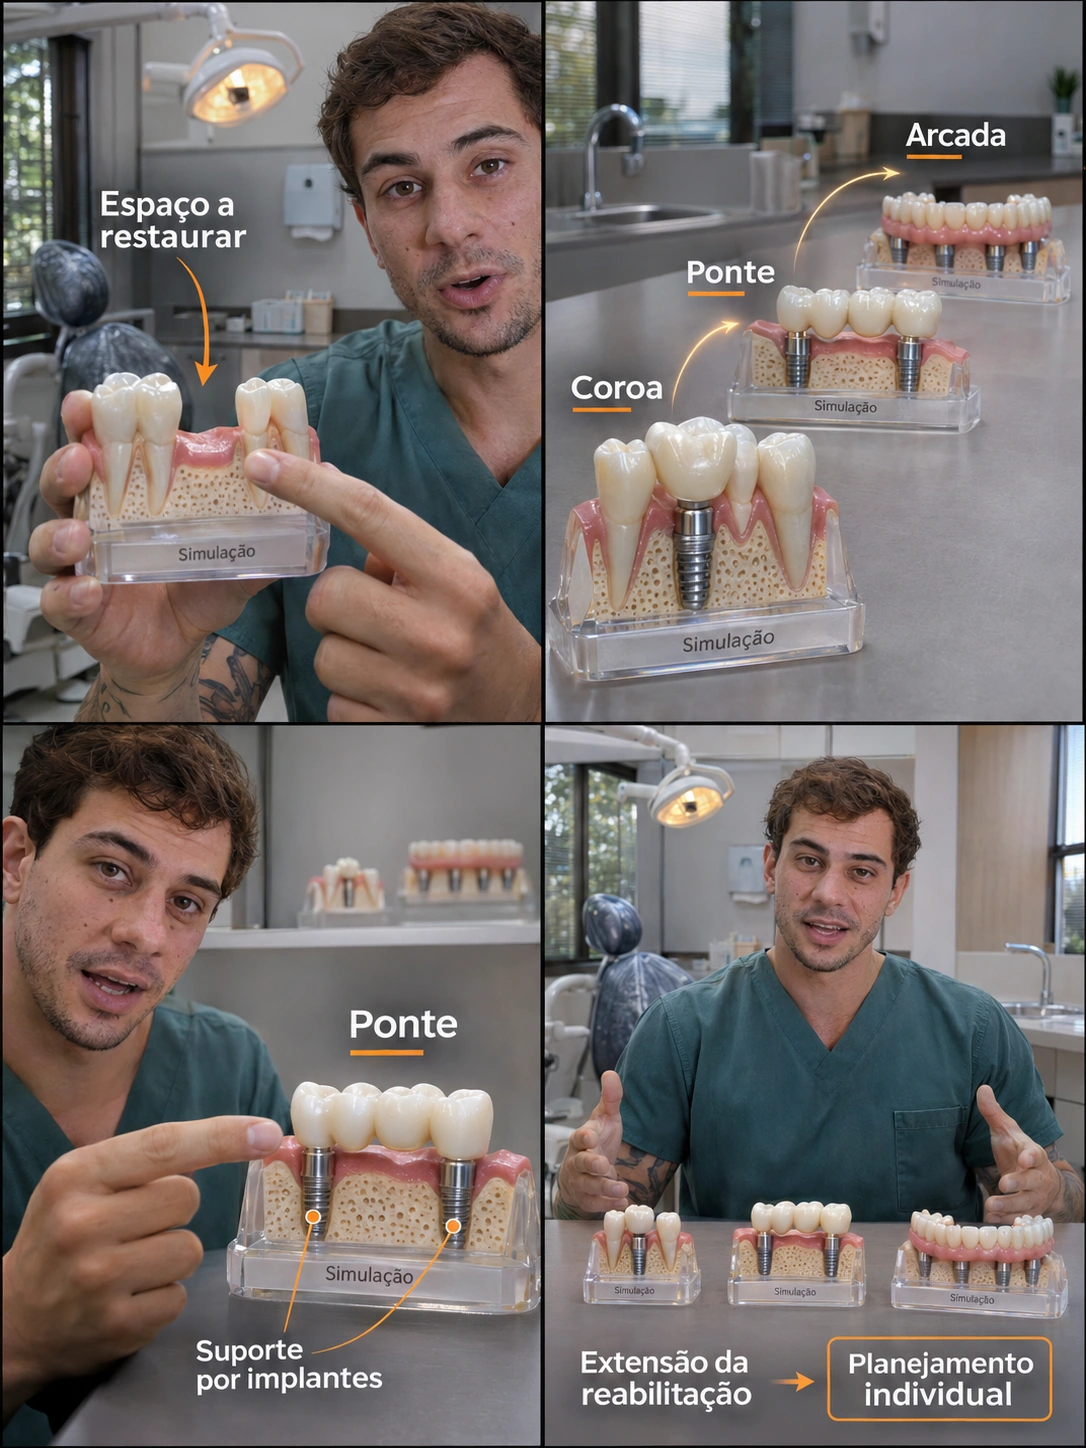 Espaço a
restaurar
Simulação
Arcada
Simulação
Ponte
Simulação
Coroa
Simulação
Ponte
Simulação
Suporte
por implantes
Simulação
Simulação
Simulação
Extensão da
reabilitação
Planejamento
individual